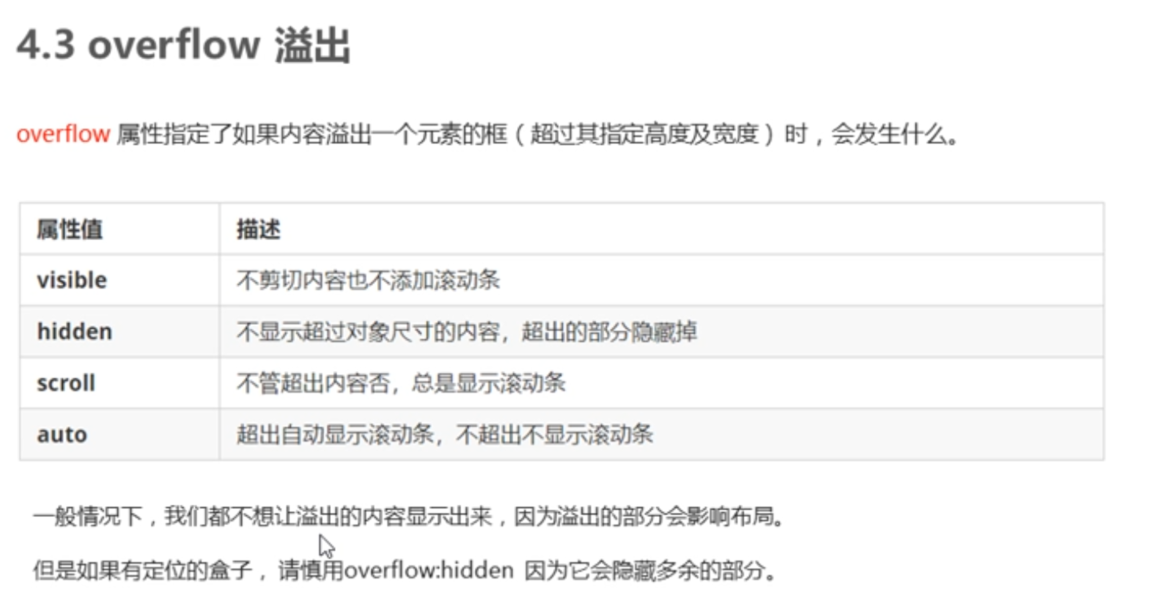 4.3 overflow 溢出
overflow 属性指定了如果内容溢出一个元素的框（超过其指定高度及宽度）时，会发生什么。
属性值 描述
visible 不剪切内容也不添加滚动条
hidden 不显示超过对象尺寸的内容，超出的部分隐藏掉
scroll 不管超出内容否，总是显示滚动条
auto 超出自动显示滚动条，不超出不显示滚动条
一般情况下，我们都不想让溢出的内容显示出来，因为溢出的部分会影响布局。
但是如果有定位的盒子，请慎用overflow:hidden 因为它会隐藏多余的部分。